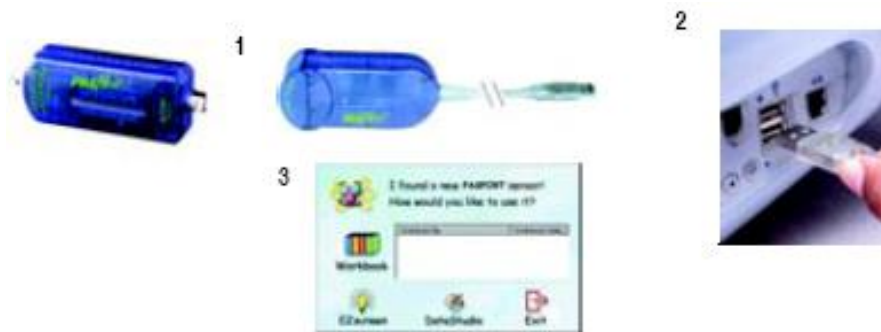 1
2
3
I found a new PASPORT sensor!
How would you like to use it?
Workbook
EZscreen
DataStudio
Exit